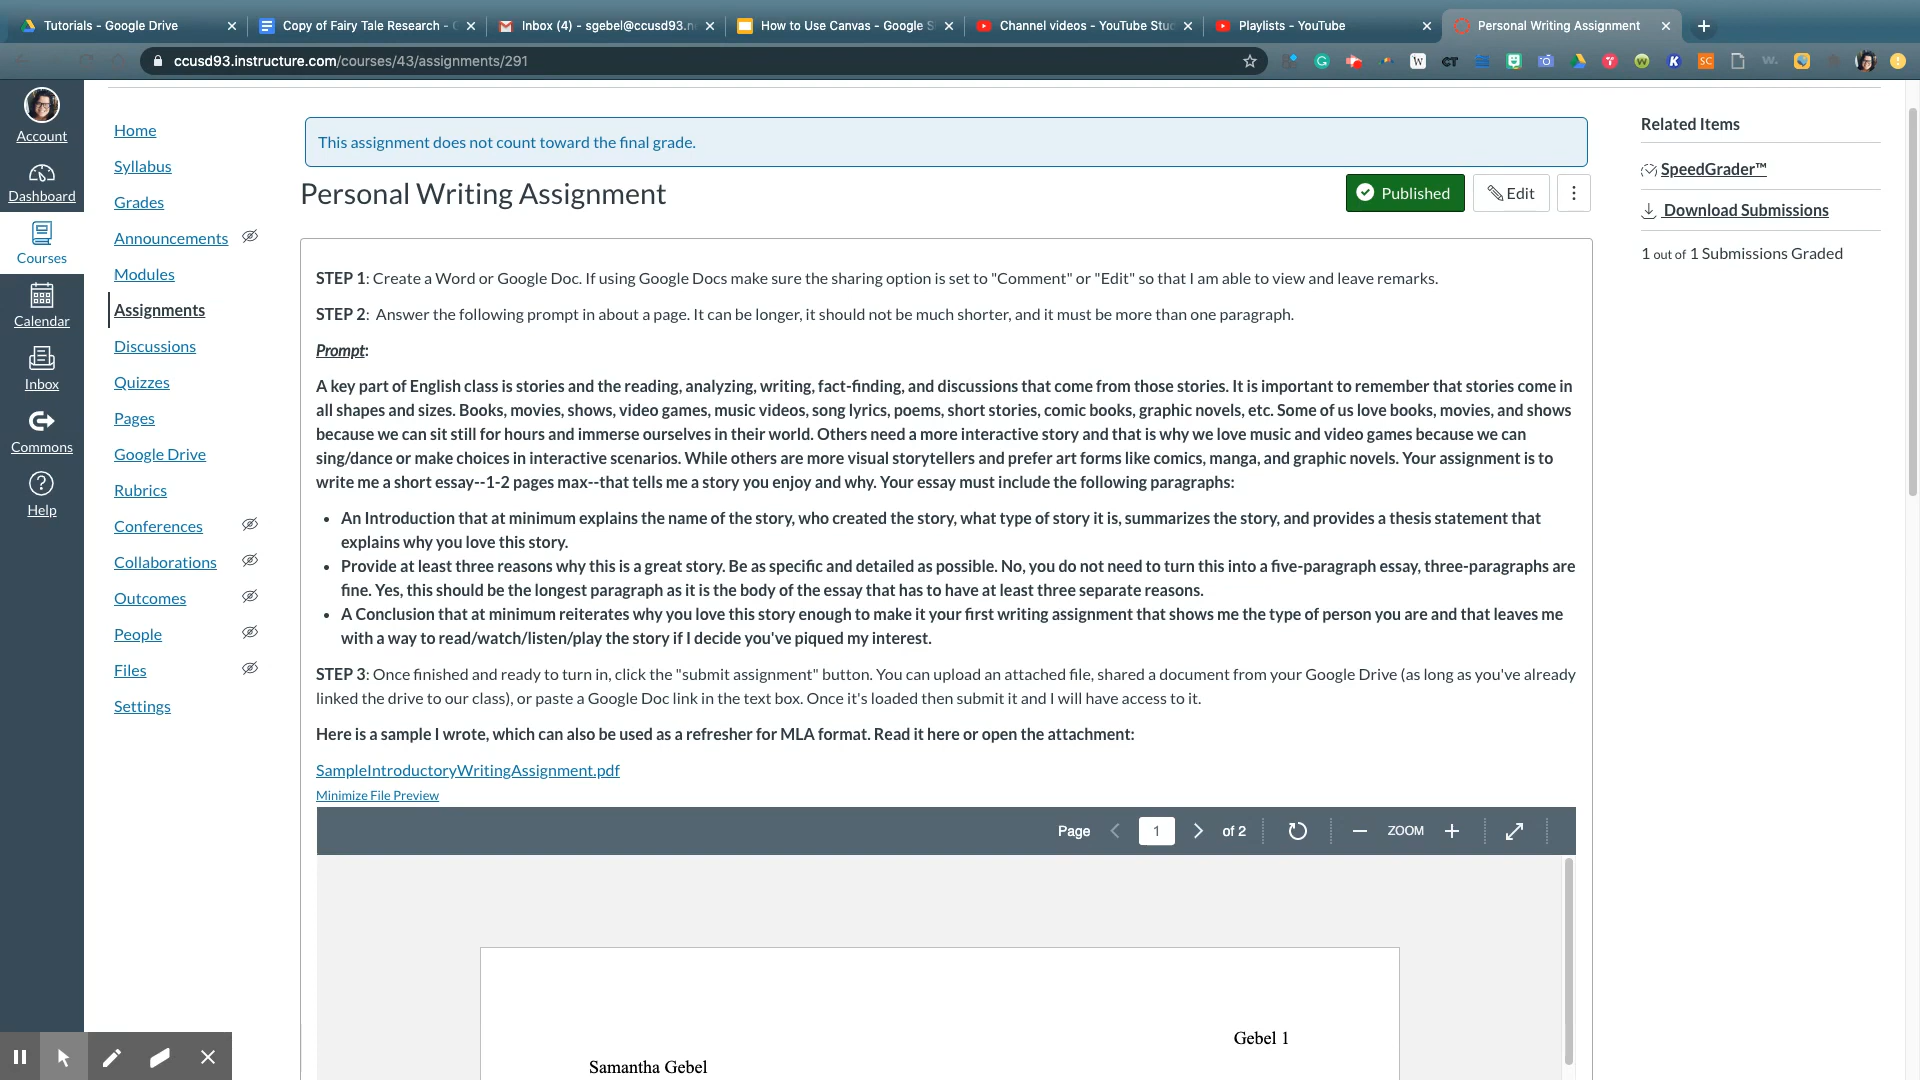 Tutorials - Google Drive
Copy of Fairy Tale Research -
Inbox (4) - sgebel@ccusd93.n
How to Use Canvas - Google S
Channel videos - YouTube Stud
Playlists - YouTube
Personal Writing Assignment
ccusd93.instructure.com/courses/43/assignments/291
Account
Dashboard
Courses
Calendar
Inbox
Commons
Help
Home
Syllabus
Grades
Announcements
Modules
Assignments
Discussions
Quizzes
Pages
Google Drive
Rubrics
Conferences
Collaborations
Outcomes
People
Files
Settings
This assignment does not count toward the final grade.
Personal Writing Assignment
Published
Edit
STEP 1: Create a Word or Google Doc. If using Google Docs make sure the sharing option is set to "Comment" or "Edit" so that I am able to view and leave remarks.
STEP 2: Answer the following prompt in about a page. It can be longer, it should not be much shorter, and it must be more than one paragraph.
Prompt:
A key part of English class is stories and the reading, analyzing, writing, fact-finding, and discussions that come from those stories. It is important to remember that stories come in
all shapes and sizes. Books, movies, shows, video games, music videos, song lyrics, poems, short stories, comic books, graphic novels, etc. Some of us love books, movies, and shows
because we can sit still for hours and immerse ourselves in their world. Others need a more interactive story and that is why we love music and video games because we can
sing/dance or make choices in interactive scenarios. While others are more visual storytellers and prefer art forms like comics, manga, and graphic novels. Your assignment is to
write me a short essay--1-2 pages max--that tells me a story you enjoy and why. Your essay must include the following paragraphs:
• An Introduction that at minimum explains the name of the story, who created the story, what type of story it is, summarizes the story, and provides a thesis statement that
explains why you love this story.
• Provide at least three reasons why this is a great story. Be as specific and detailed as possible. No, you do not need to turn this into a five-paragraph essay, three-paragraphs are
fine. Yes, this should be the longest paragraph as it is the body of the essay that has to have at least three separate reasons.
• A Conclusion that at minimum reiterates why you love this story enough to make it your first writing assignment that shows me the type of person you are and that leaves me
with a way to read/watch/listen/play the story if I decide you've piqued my interest.
STEP 3: Once finished and ready to turn in, click the "submit assignment" button. You can upload an attached file, shared a document from your Google Drive (as long as you've already
linked the drive to our class), or paste a Google Doc link in the text box. Once it's loaded then submit it and I will have access to it.
Here is a sample I wrote, which can also be used as a refresher for MLA format. Read it here or open the attachment:
SampleIntroductoryWritingAssignment.pdf
Minimize File Preview
Page 1 of 2 ZOOM
Gebel 1
Samantha Gebel
Related Items
SpeedGrader™
Download Submissions
1 out of 1 Submissions Graded